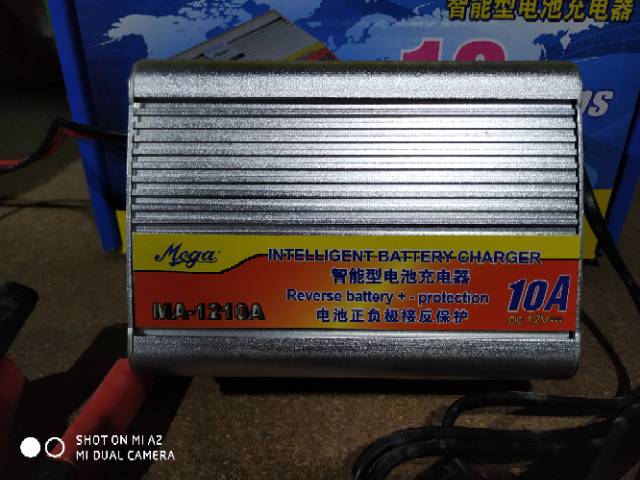 智能型电池充电器
Mega
INTELLIGENT BATTERY CHARGER
智能型电池充电器
MA-1210A
Reverse battery + - protection
电池正负极接反保护
10A
DC 12V
SHOT ON MI A2
MI DUAL CAMERA